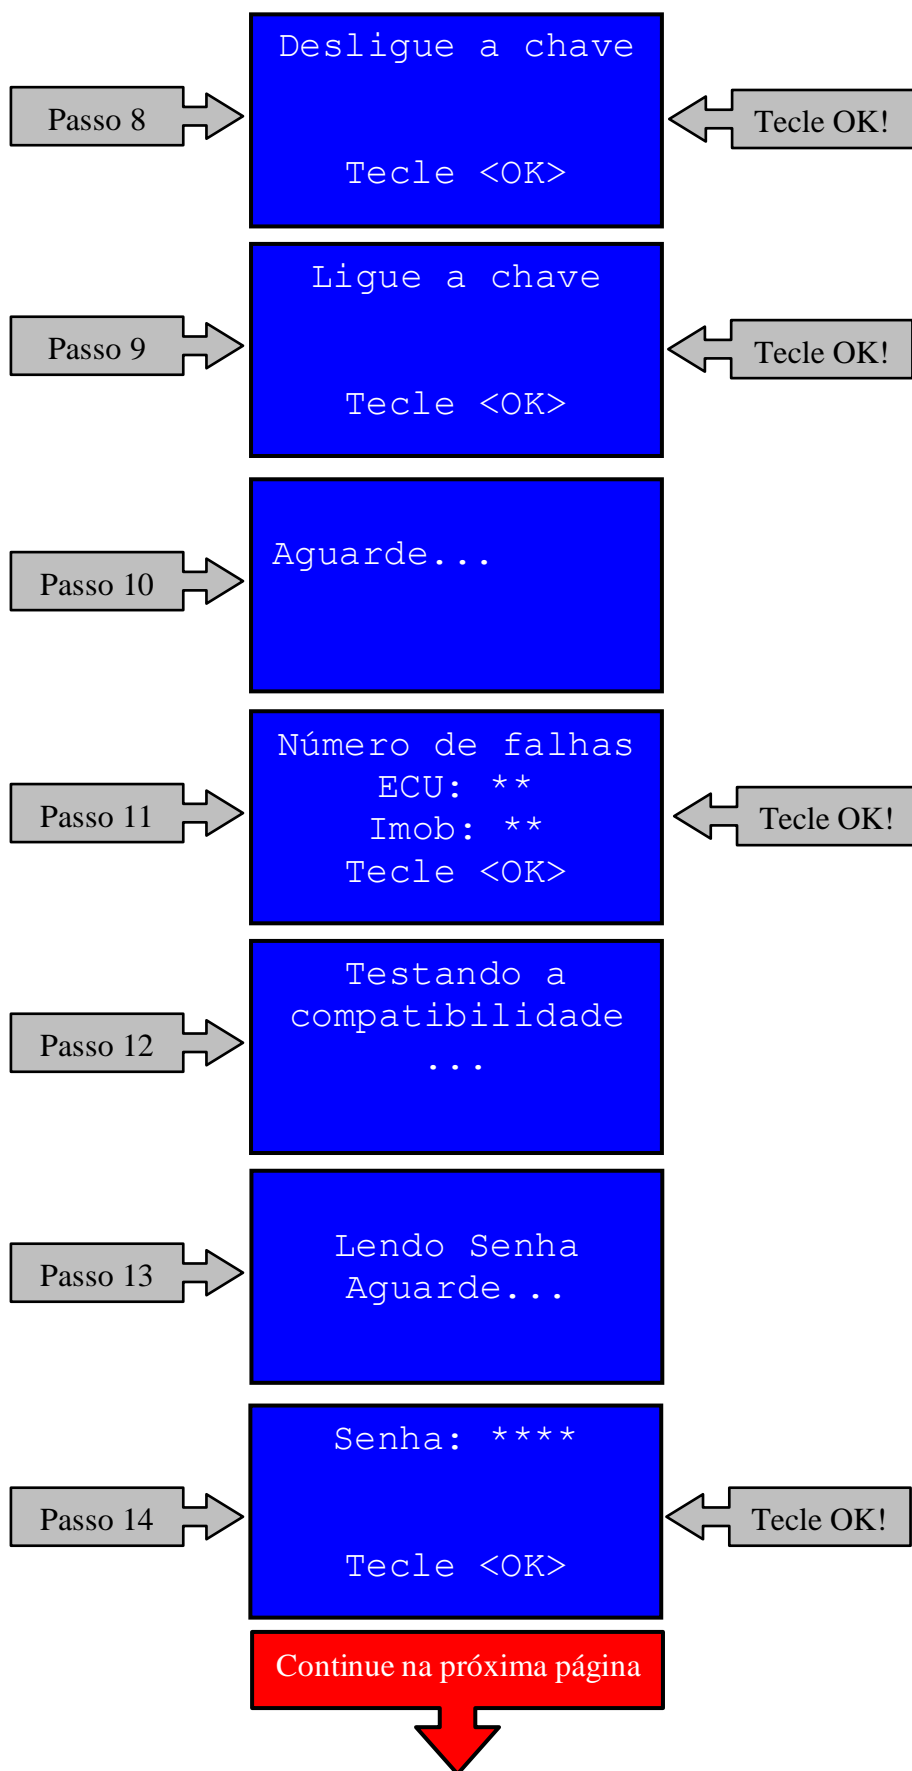 Desligue a chave
Passo 8
Tecle OK!
Tecle <OK>
Ligue a chave
Passo 9
Tecle OK!
Tecle <OK>
Aguarde...
Passo 10
Número de falhas
ECU: **
Passo 11
Tecle OK!
Imob: **
Tecle <OK>
Testando a
compatibilidade
Passo 12
...
Lendo Senha
Passo 13
Aguarde...
Senha: ****
Passo 14
Tecle OK!
Tecle <OK>
Continue na próxima página